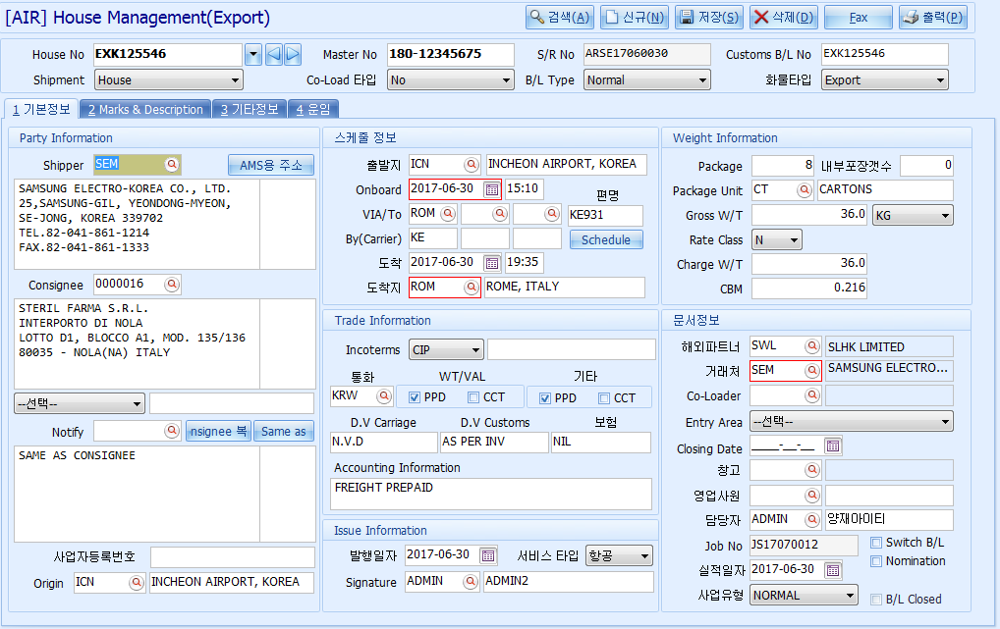 [AIR] House Management(Export)
검색(A) 신규(N) 저장(S) 삭제(D) Fax 출력(P)
House No EXK125546 Master No 180-12345675 S/R No ARSE17060030 Customs B/L No EXK125546
Shipment House Co-Load 타입 No B/L Type Normal 화물타입 Export
1 기본정보 2 Marks & Description 3 기타정보 4 운임
Party Information
Shipper SEM AMS용 주소
SAMSUNG ELECTRO-KOREA CO., LTD.
25,SAMSUNG-GIL, YEONDONG-MYEON,
SE-JONG, KOREA 339702
TEL.82-041-861-1214
FAX.82-041-861-1333
Consignee 0000016
STERIL FARMA S.R.L.
INTERPORTO DI NOLA
LOTTO D1, BLOCCO A1, MOD. 135/136
80035 - NOLA(NA) ITALY
--선택--
Notify nsignee 복 Same as
SAME AS CONSIGNEE
사업자등록번호
Origin ICN INCHEON AIRPORT, KOREA
스케줄 정보
출발지 ICN INCHEON AIRPORT, KOREA
Onboard 2017-06-30 15:10 편명
VIA/To ROM KE931
By(Carrier) KE Schedule
도착 2017-06-30 19:35
도착지 ROM ROME, ITALY
Trade Information
Incoterms CIP
통화 WT/VAL 기타
KRW PPD CCT PPD CCT
D.V Carriage D.V Customs 보험
N.V.D AS PER INV NIL
Accounting Information
FREIGHT PREPAID
Issue Information
발행일자 2017-06-30 서비스 타입 항공
Signature ADMIN ADMIN2
Weight Information
Package 8 내부포장갯수 0
Package Unit CT CARTONS
Gross W/T 36.0 KG
Rate Class N
Charge W/T 36.0
CBM 0.216
문서정보
해외파트너 SWL SLHK LIMITED
거래처 SEM SAMSUNG ELECTRO...
Co-Loader
Entry Area --선택--
Closing Date ____-__-__
창고
영업사원
담당자 ADMIN 양재아이티
Job No JS17070012 Switch B/L
Nomination
실적일자 2017-06-30
사업유형 NORMAL B/L Closed